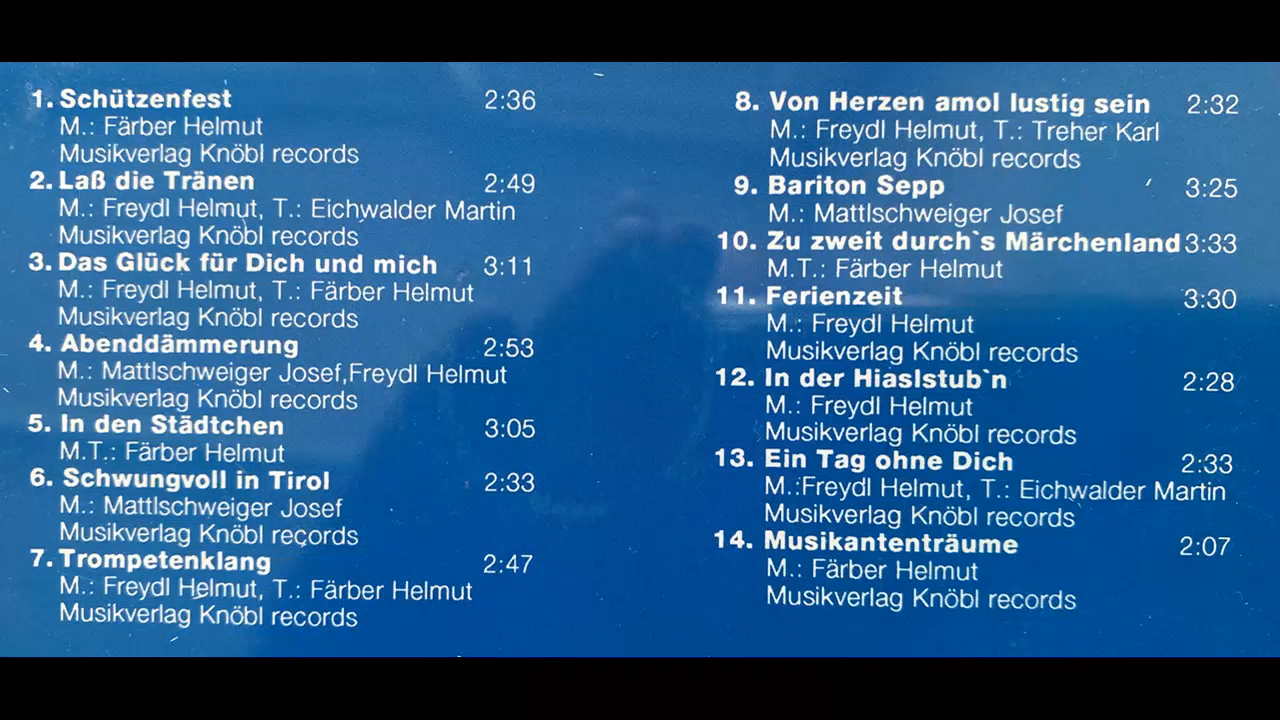 1. Schützenfest 2:36
M.: Färber Helmut
Musikverlag Knöbl records
2. Laß die Tränen 2:49
M.: Freydl Helmut, T.: Eichwalder Martin
Musikverlag Knöbl records
3. Das Glück für Dich und mich 3:11
M.: Freydl Helmut, T.: Färber Helmut
Musikverlag Knöbl records
4. Abenddämmerung 2:53
M.: Mattlschweiger Josef,Freydl Helmut
Musikverlag Knöbl records
5. In den Städtchen 3:05
M.T.: Färber Helmut
6. Schwungvoll in Tirol 2:33
M.: Mattlschweiger Josef
Musikverlag Knöbl records
7. Trompetenklang 2:47
M.: Freydl Helmut, T.: Färber Helmut
Musikverlag Knöbl records
8. Von Herzen amol lustig sein 2:32
M.: Freydl Helmut, T.: Treher Karl
Musikverlag Knöbl records
9. Bariton Sepp 3:25
M.: Mattlschweiger Josef
10. Zu zweit durch`s Märchenland 3:33
M.T.: Färber Helmut
11. Ferienzeit 3:30
M.: Freydl Helmut
Musikverlag Knöbl records
12. In der Hiaslstub`n 2:28
M.: Freydl Helmut
Musikverlag Knöbl records
13. Ein Tag ohne Dich 2:33
M.:Freydl Helmut, T.: Eichwalder Martin
Musikverlag Knöbl records
14. Musikantenträume 2:07
M.: Färber Helmut
Musikverlag Knöbl records